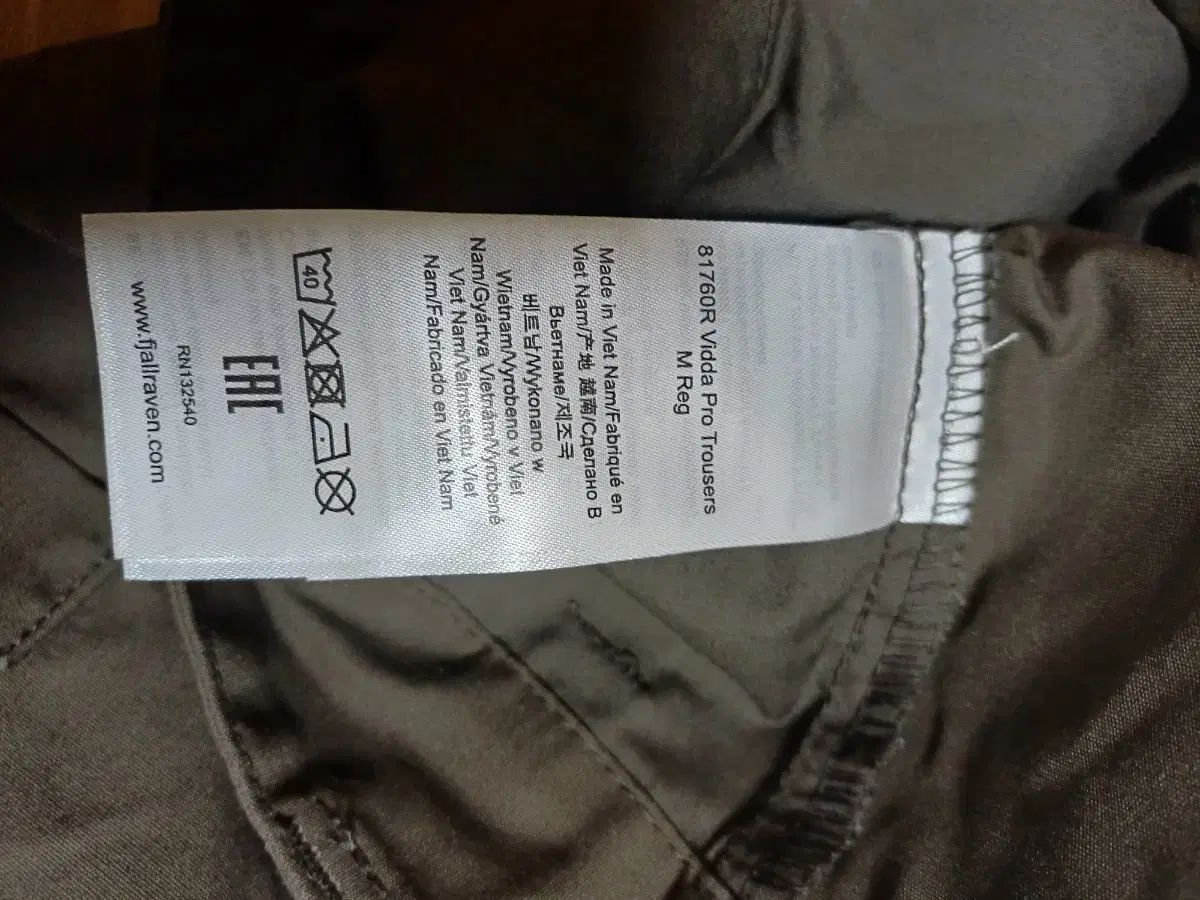 81760R Vidda Pro Trousers
M Reg
Made in Viet Nam/Fabriqué en
Viet Nam/产地 越南/Сделано В
Вьетнаме/제조국
베트남/Wykonano w
Wietnam/Vyrobeno v Viet
Nam/Gyártva Vietnám/Vyrobené
Viet Nam/Valmistettu Viet
Nam/Fabricado en Viet Nam
40
EAC
RN132540
www.fjallraven.com